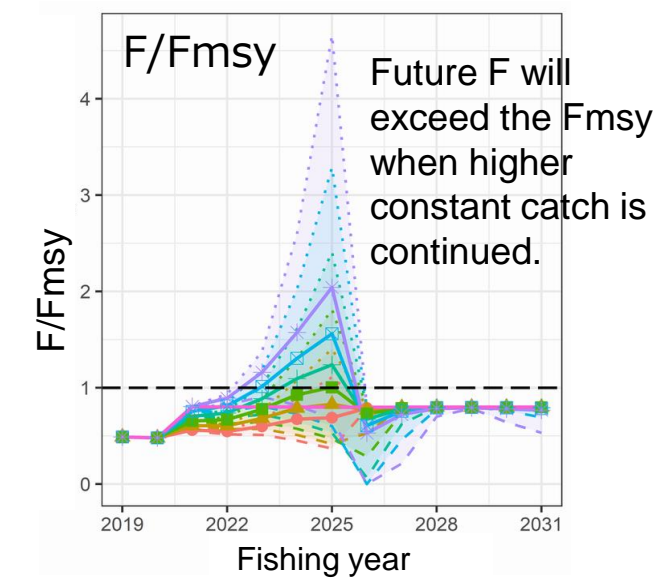 F/Fmsy
Future F will
exceed the Fmsy
when higher
constant catch is
continued.
F/Fmsy
4
3
2
1
0
2019 2022 2025 2028 2031
Fishing year